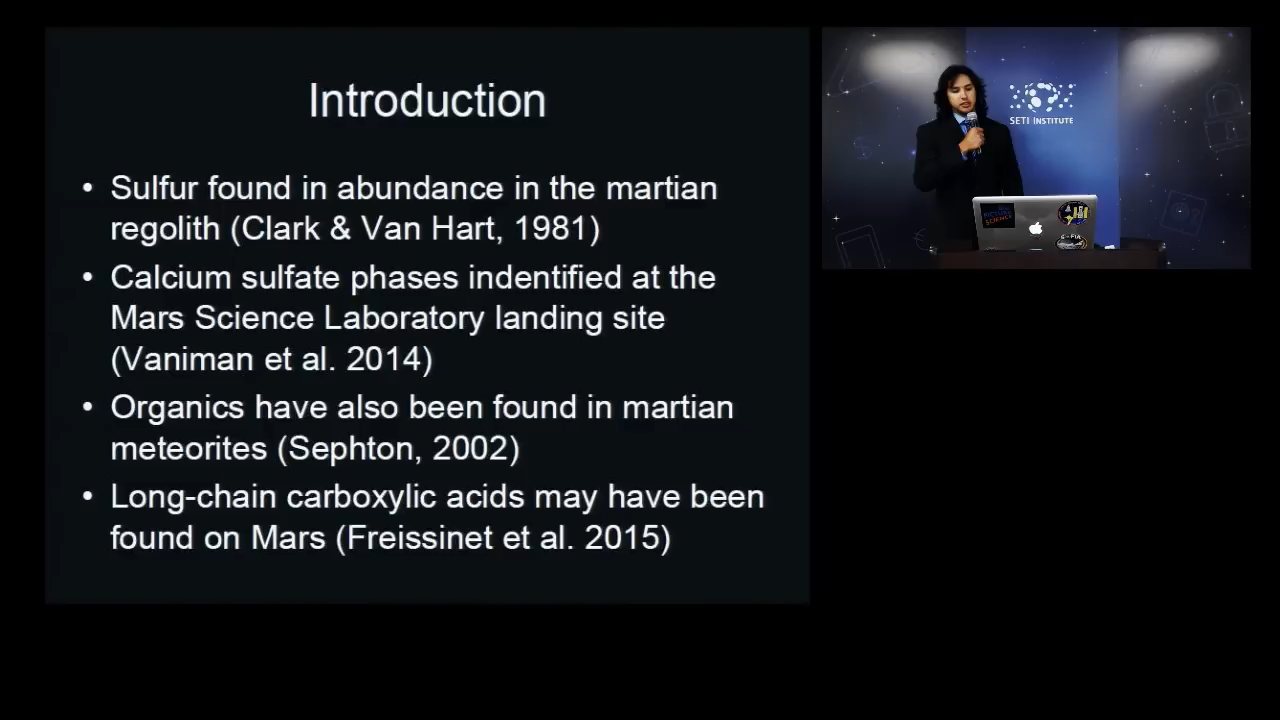 Introduction
• Sulfur found in abundance in the martian
regolith (Clark & Van Hart, 1981)
• Calcium sulfate phases indentified at the
Mars Science Laboratory landing site
(Vaniman et al. 2014)
• Organics have also been found in martian
meteorites (Sephton, 2002)
• Long-chain carboxylic acids may have been
found on Mars (Freissinet et al. 2015)
SETI INSTITUTE